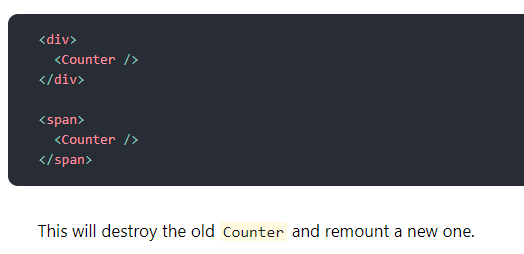 <div>
  <Counter />
</div>

<span>
  <Counter />
</span>

This will destroy the old Counter and remount a new one.